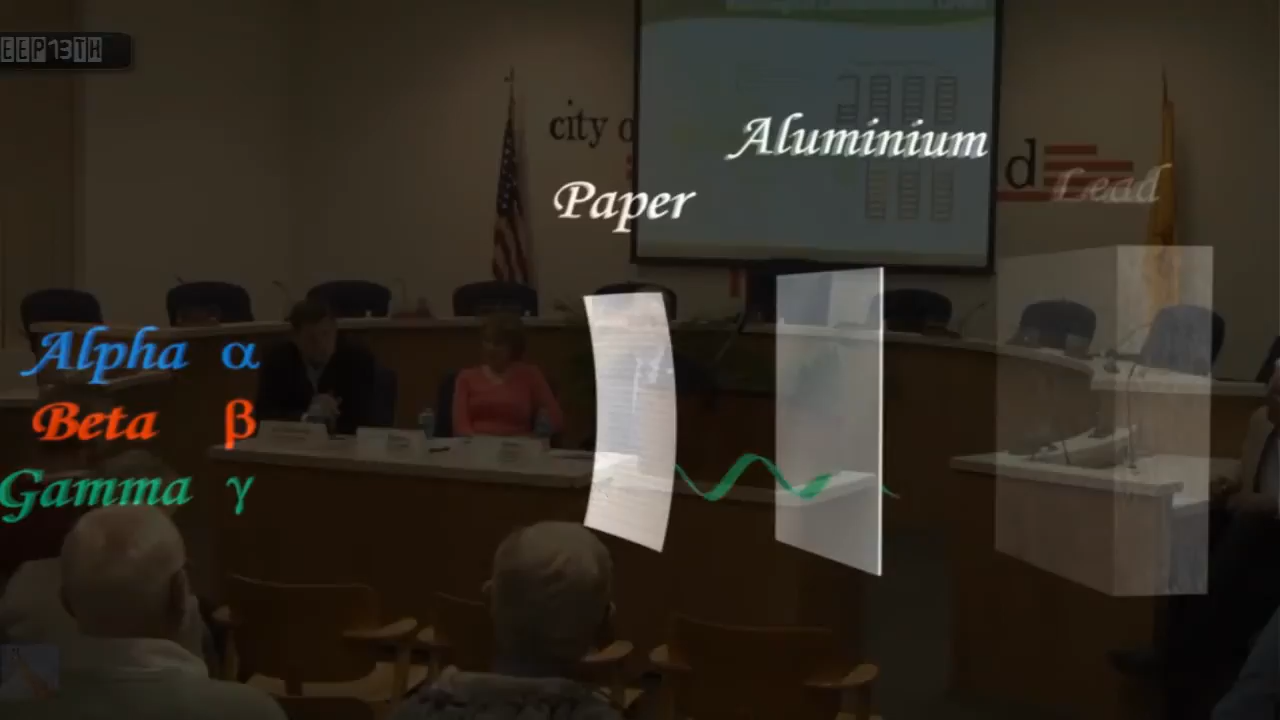 EEP13TH
city o
Aluminium
d
Lead
Paper
Alpha α
Beta β
Gamma γ